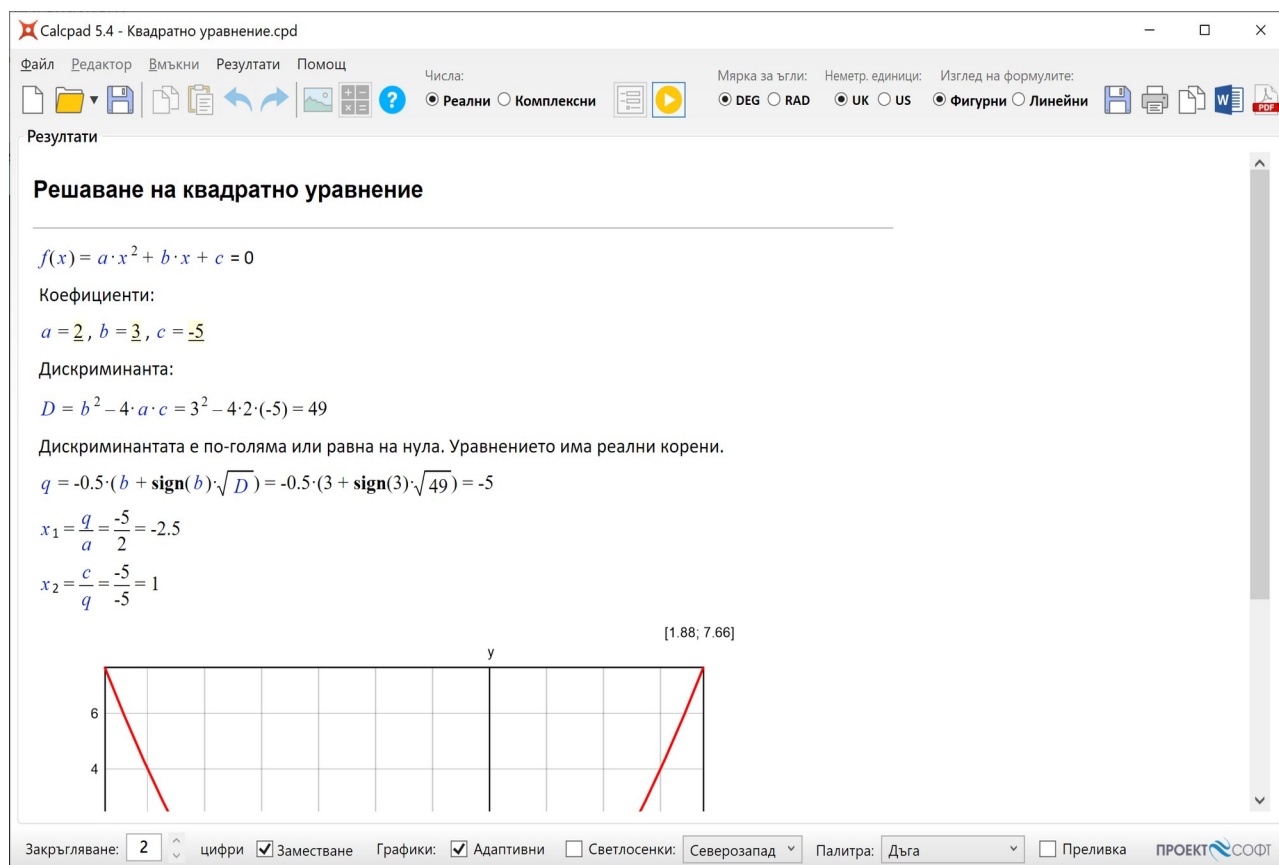 Calcpad 5.4 - Квадратно уравнение.cpd
Файл Редактор Вмъкни Резултати Помощ
Числа:
Реални Комплексни
Мярка за ъгли: Неметр. единици: Изглед на формулите:
DEG RAD UK US Фигурни Линейни
W PDF
Резултати
Решаване на квадратно уравнение
f(x) = a·x² + b·x + c = 0
Коефициенти:
a = 2, b = 3, c = -5
Дискриминанта:
D = b² – 4·a·c = 3² – 4·2·(-5) = 49
Дискриминантата е по-голяма или равна на нула. Уравнението има реални корени.
q = -0.5·(b + sign(b)·√D) = -0.5·(3 + sign(3)·√49) = -5
x₁ = q/a = -5/2 = -2.5
x₂ = c/q = -5/-5 = 1
[1.88; 7.66]
y
6
4
Закръгляване: 2 цифри Заместване Графики: Адаптивни Светлосенки: Северозапад Палитра: Дъга Преливка ПРОЕКТСОФТ